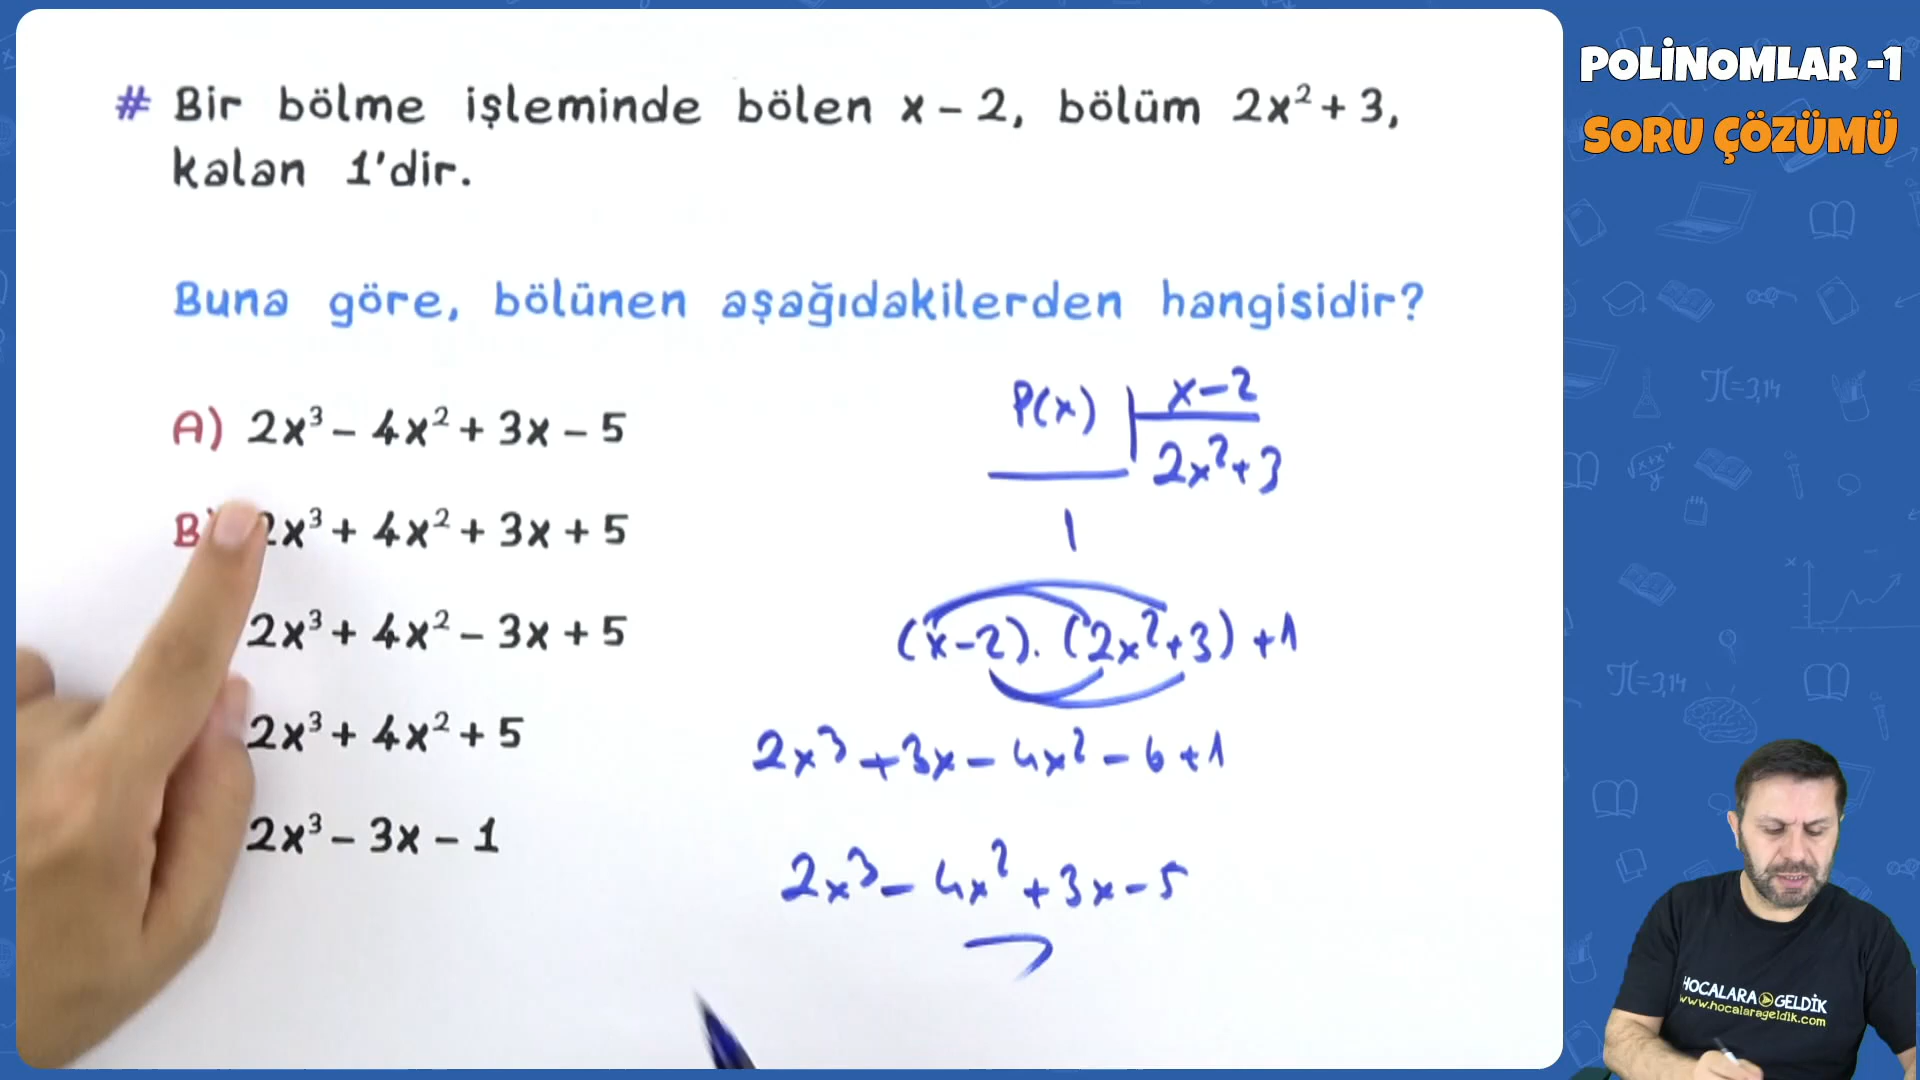 POLİNOMLAR -1
SORU ÇÖZÜMÜ
# Bir bölme işleminde bölen x - 2, bölüm 2x² + 3,
kalan 1'dir.
Buna göre, bölünen aşağıdakilerden hangisidir?
A) 2x³ - 4x² + 3x - 5
B) 2x³ + 4x² + 3x + 5
2x³ + 4x² - 3x + 5
2x³ + 4x² + 5
2x³ - 3x - 1
P(x) x-2
2x²+3
1
(x-2).(2x²+3)+1
2x³+3x-4x²-6+1
2x³-4x²+3x-5
π=3,14
π=3,14
HOCALARA GELDİK
www.hocalarageldik.com